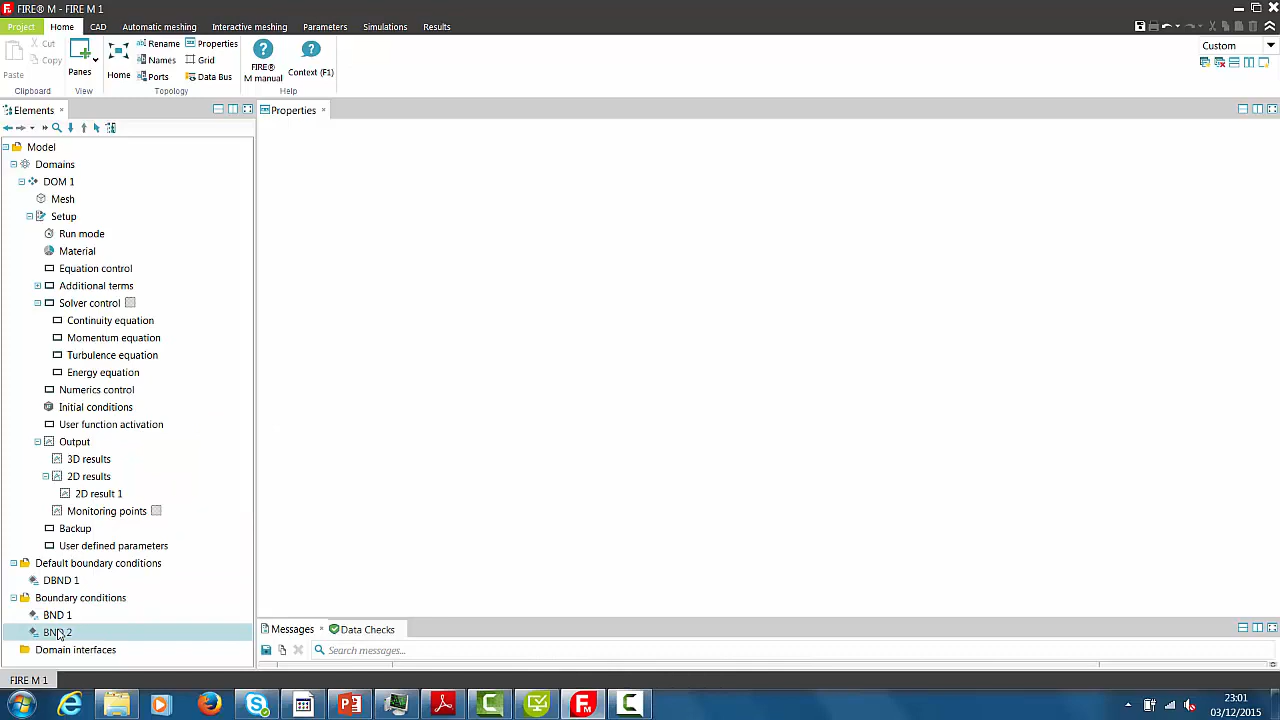 FIRE® M - FIRE M 1
Project Home CAD Automatic meshing Interactive meshing Parameters Simulations Results
Paste Cut Copy Clipboard
Panes View
Home Rename Names Ports Properties Grid Data Bus Topology
FIRE® M manual Context (F1) Help
Custom
Elements
Properties
Model
Domains
DOM 1
Mesh
Setup
Run mode
Material
Equation control
Additional terms
Solver control
Continuity equation
Momentum equation
Turbulence equation
Energy equation
Numerics control
Initial conditions
User function activation
Output
3D results
2D results
2D result 1
Monitoring points
Backup
User defined parameters
Default boundary conditions
DBND 1
Boundary conditions
BND 1
BND 2
Domain interfaces
Messages Data Checks
Search messages...
FIRE M 1
23:01
03/12/2015